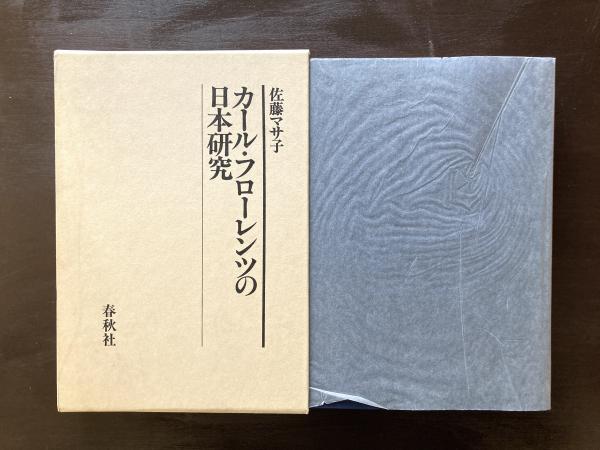 佐藤マサ子
カール・フローレンツの
日本研究
春秋社